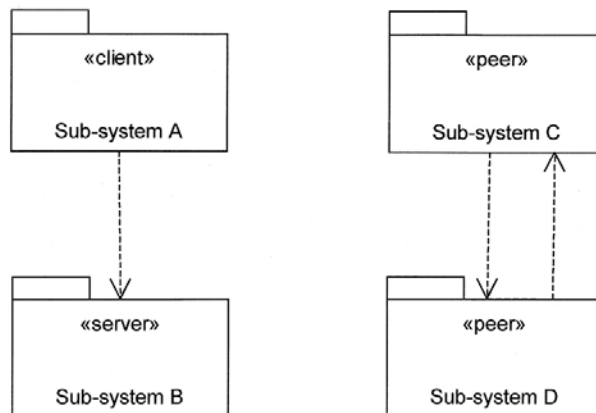 «client»
Sub-system A
«peer»
Sub-system C
«server»
Sub-system B
«peer»
Sub-system D